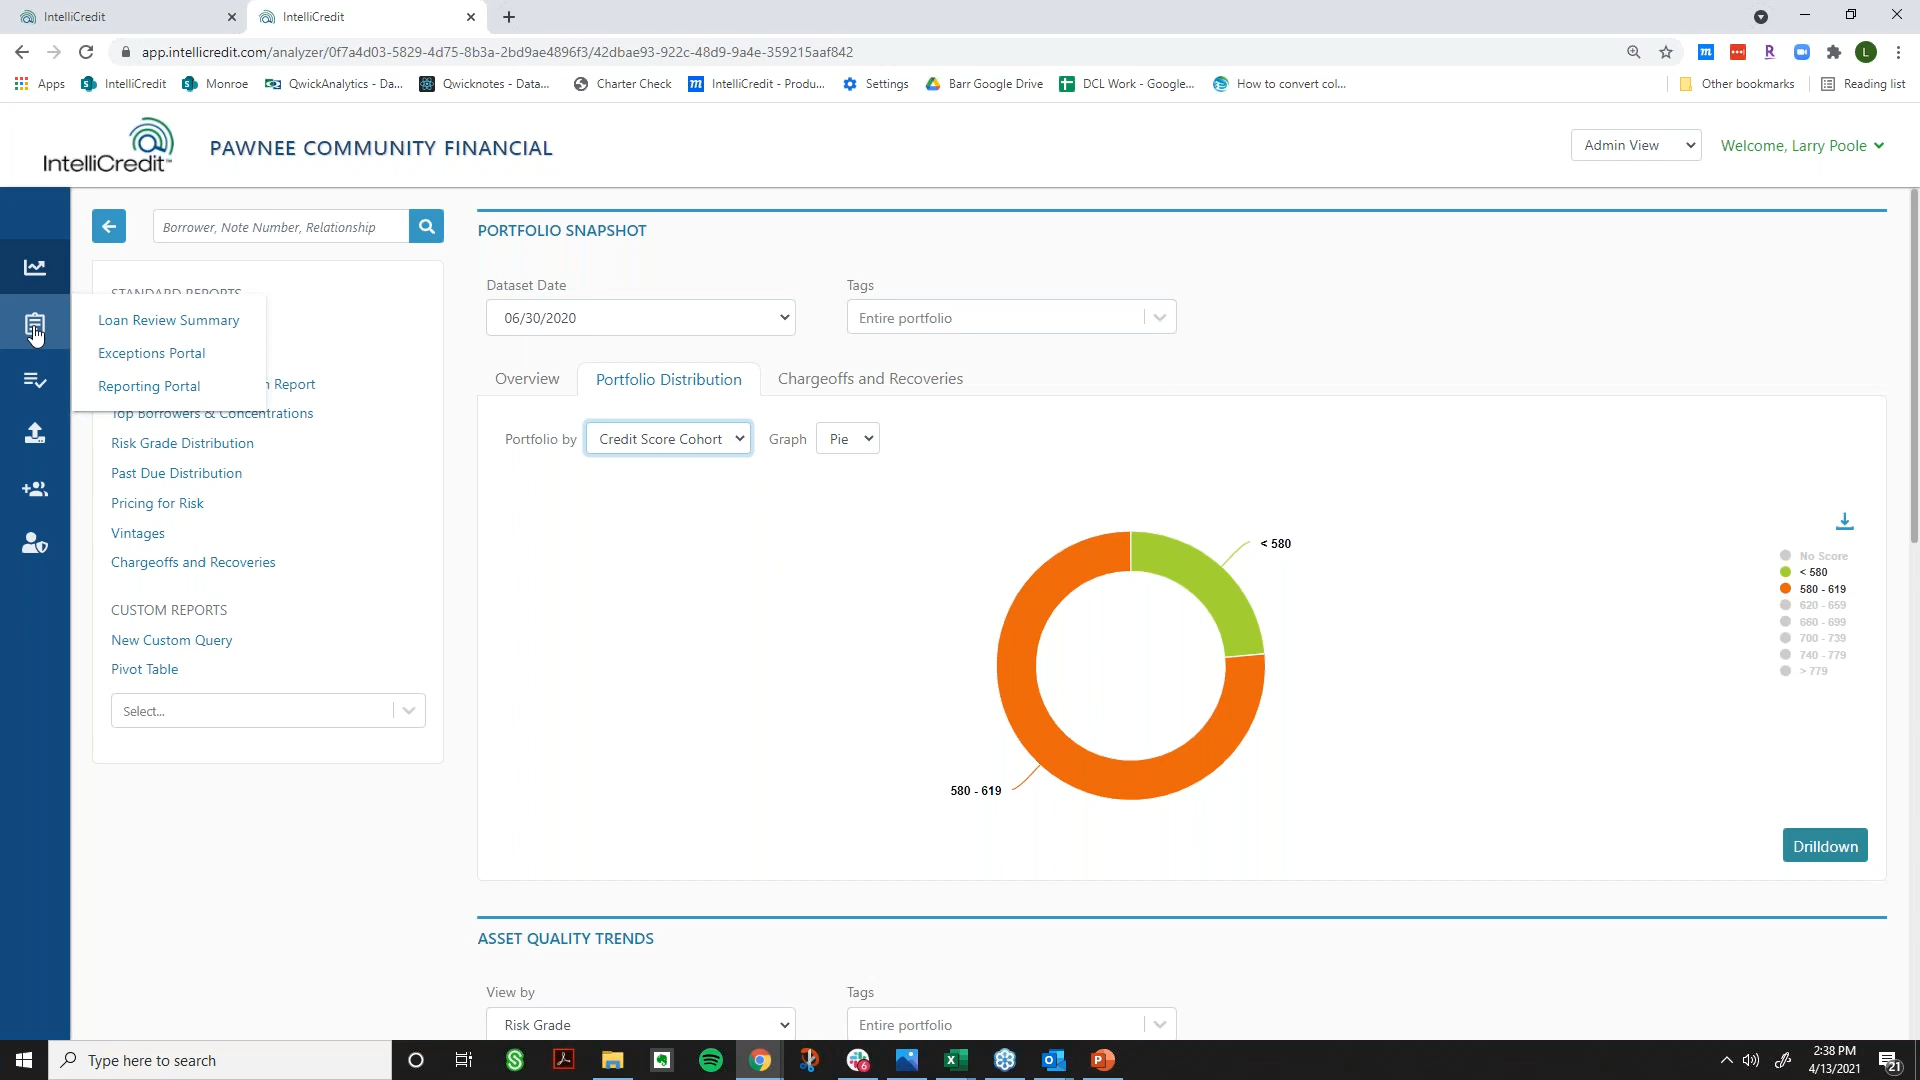 IntelliCredit
IntelliCredit
app.intellicredit.com/analyzer/0f7a4d03-5829-4d75-8b3a-2bd9ae4896f3/42dbae93-922c-48d9-9a4e-359215aaf842
Apps
IntelliCredit
Monroe
QwickAnalytics - Da...
Qwicknotes - Data...
Charter Check
IntelliCredit - Produ...
Settings
Barr Google Drive
DCL Work - Google...
How to convert col...
Other bookmarks
Reading list
IntelliCredit™
PAWNEE COMMUNITY FINANCIAL
Admin View
Welcome, Larry Poole
Borrower, Note Number, Relationship
STANDARD REPORTS
Loan Review Summary
Exceptions Portal
Reporting Portal
Report
Top Borrowers & Concentrations
Risk Grade Distribution
Past Due Distribution
Pricing for Risk
Vintages
Chargeoffs and Recoveries
CUSTOM REPORTS
New Custom Query
Pivot Table
Select...
PORTFOLIO SNAPSHOT
Dataset Date
Tags
06/30/2020
Entire portfolio
Overview
Portfolio Distribution
Chargeoffs and Recoveries
Portfolio by
Credit Score Cohort
Graph
Pie
< 580
580 - 619
No Score
< 580
580 - 619
620 - 659
660 - 699
700 - 739
740 - 779
> 779
Drilldown
ASSET QUALITY TRENDS
View by
Tags
Risk Grade
Entire portfolio
Type here to search
2:38 PM
4/13/2021
21